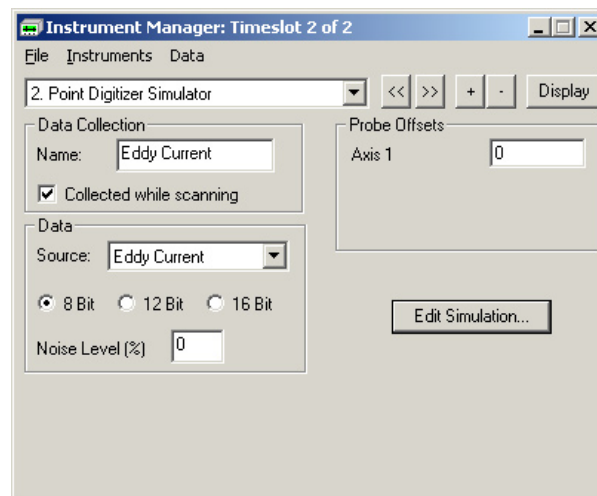 Instrument Manager: Timeslot 2 of 2
File Instruments Data
2. Point Digitizer Simulator << >> + - Display
Data Collection
Name: Eddy Current
Collected while scanning
Probe Offsets
Axis 1 0
Data
Source: Eddy Current
8 Bit 12 Bit 16 Bit
Noise Level (%) 0
Edit Simulation...